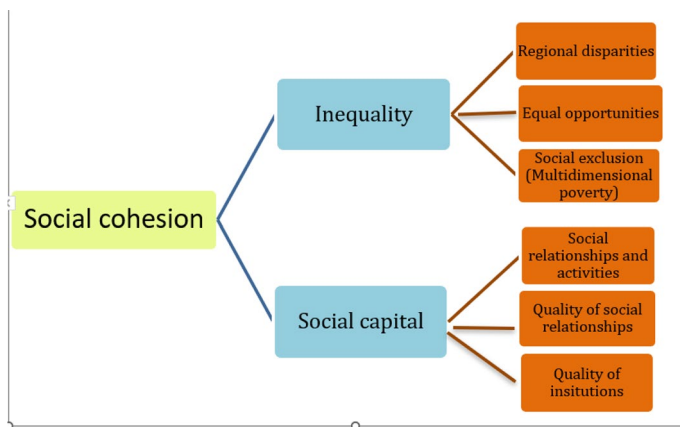 Social cohesion
Inequality
Regional disparities
Equal opportunities
Social exclusion
(Multidimensional
poverty)
Social capital
Social
relationships and
activities
Quality of social
relationships
Quality of
insitutions